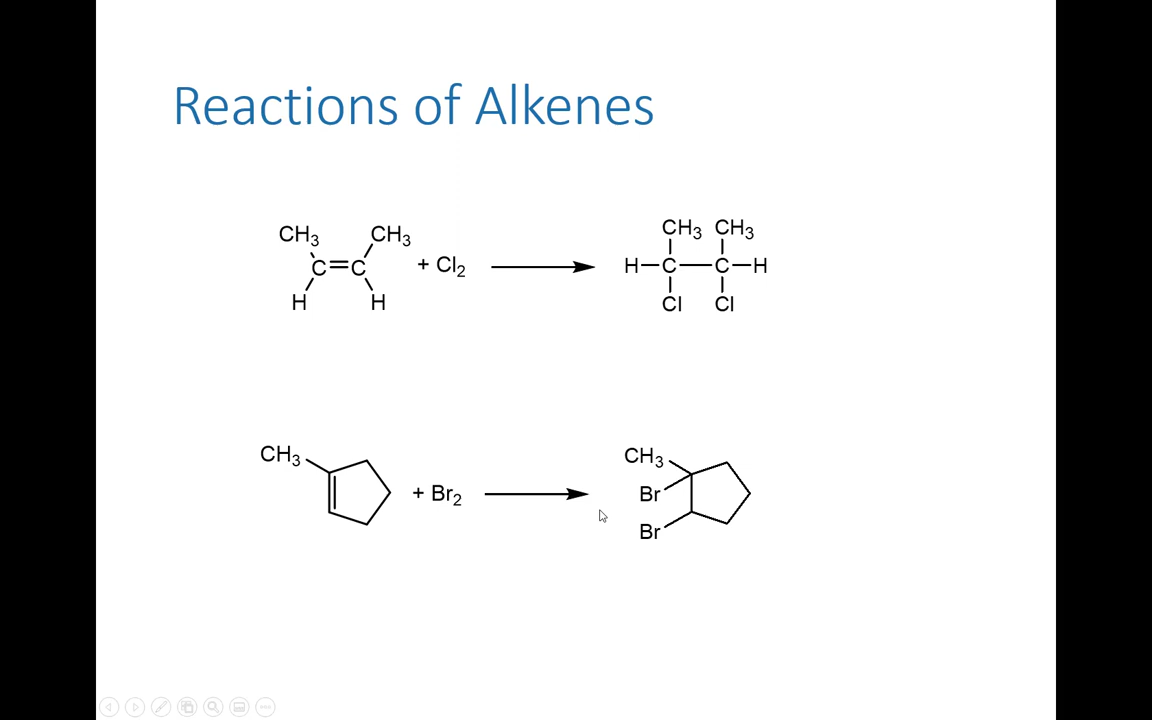 Reactions of Alkenes
CH3 CH3
C=C + Cl2
H H
CH3 CH3
H—C—C—H
Cl Cl
CH3
+ Br2
CH3
Br
Br